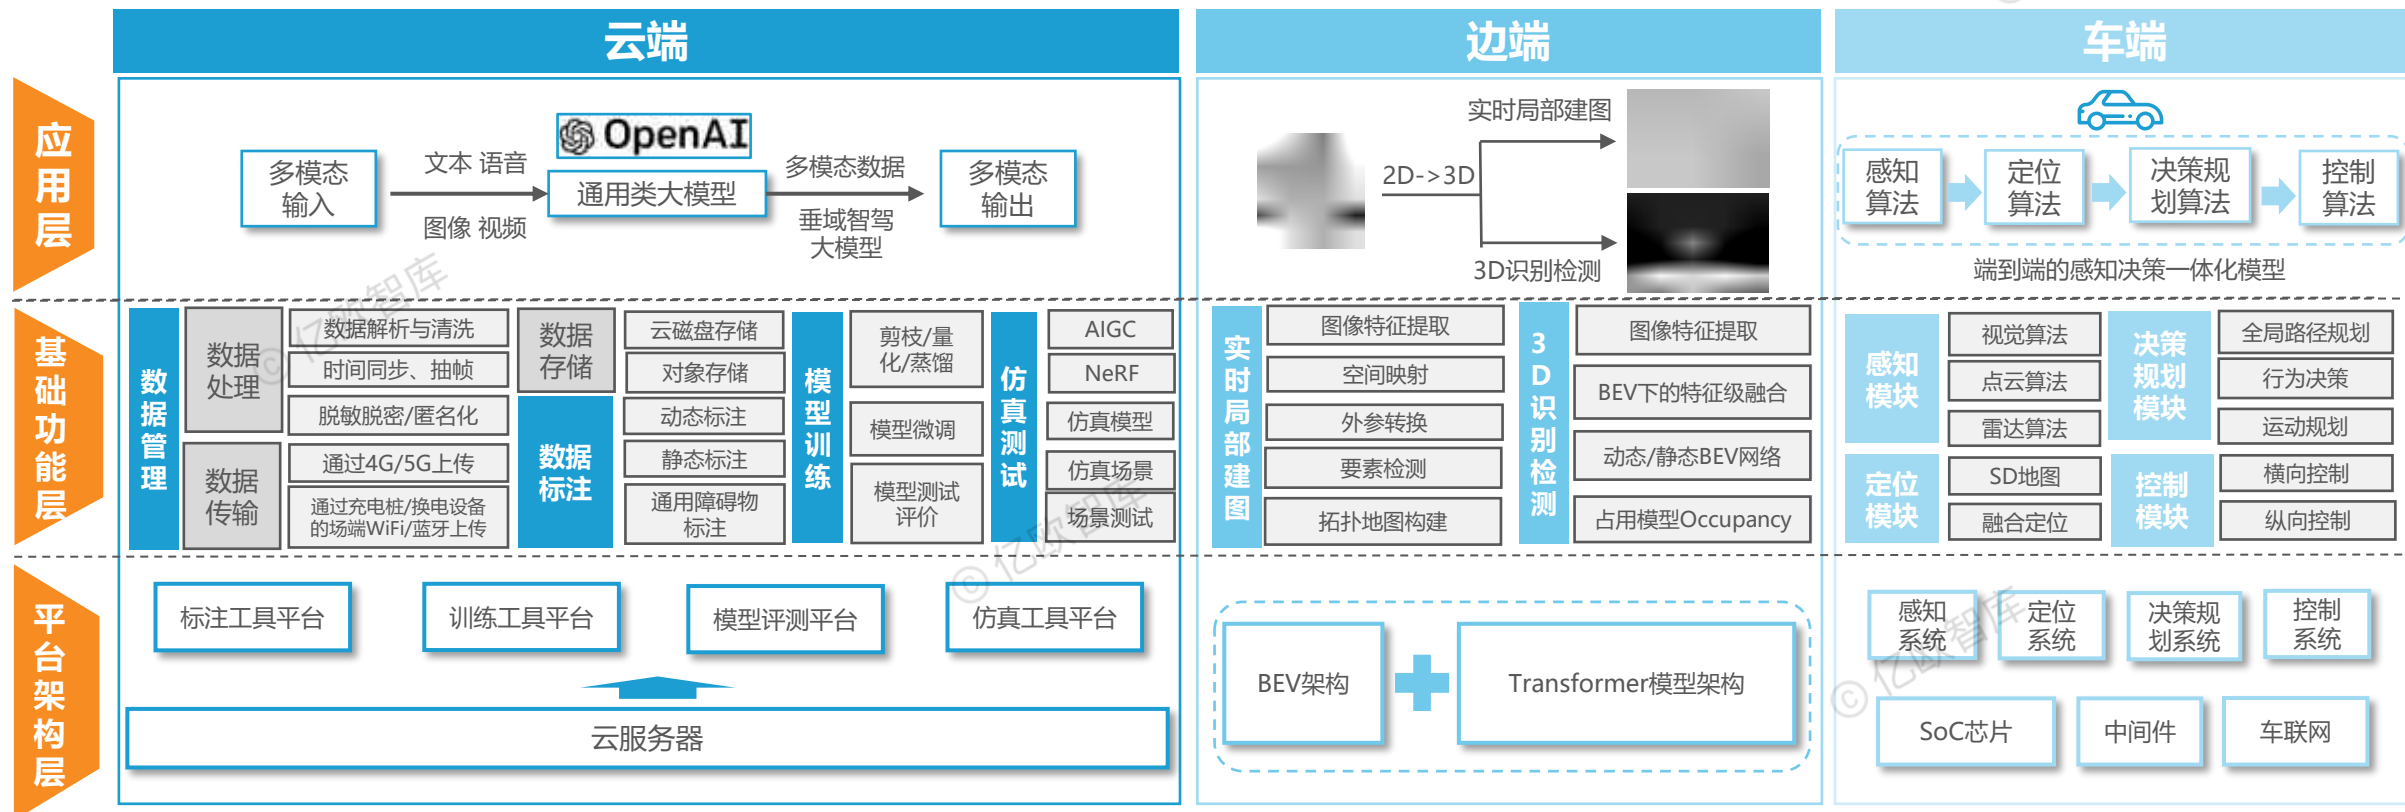 云端
边端
车端
应用层
多模态
输入
文本 语音
图像 视频
OpenAI
通用类大模型
多模态数据
垂域智驾
大模型
多模态
输出
2D->3D
实时局部建图
3D识别检测
感知
算法
定位
算法
决策规
划算法
控制
算法
端到端的感知决策一体化模型
基础功能层
数据管理
数据
处理
数据解析与清洗
时间同步、抽帧
脱敏脱密/匿名化
数据
传输
通过4G/5G上传
通过充电桩/换电设备
的场端WiFi/蓝牙上传
数据
存储
云磁盘存储
对象存储
数据
标注
动态标注
静态标注
通用障碍物
标注
模型训练
剪枝/量
化/蒸馏
模型微调
模型测试
评价
仿真测试
AIGC
NeRF
仿真模型
仿真场景
场景测试
实时局部建图
图像特征提取
空间映射
外参转换
要素检测
拓扑地图构建
3D识别检测
图像特征提取
BEV下的特征级融合
动态/静态BEV网络
占用模型Occupancy
感知
模块
视觉算法
点云算法
雷达算法
定位
模块
SD地图
融合定位
决策
规划
模块
全局路径规划
行为决策
运动规划
控制
模块
横向控制
纵向控制
平台架构层
标注工具平台
训练工具平台
模型评测平台
仿真工具平台
云服务器
BEV架构
Transformer模型架构
感知
系统
定位
系统
决策规
划系统
控制
系统
SoC芯片
中间件
车联网
© 亿欧智库
© 亿欧智库
© 亿欧智库